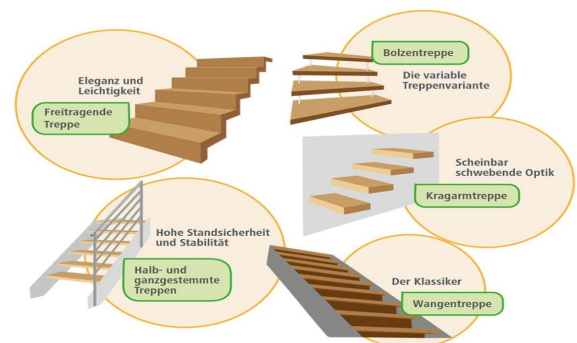 Eleganz und
Leichtigkeit
Freitragende
Treppe
Bolzentreppe
Die variable
Treppenvariante
Scheinbar
schwebende Optik
Kragarmtreppe
Hohe Standsicherheit
und Stabilität
Halb- und
ganzgestemmte
Treppen
Der Klassiker
Wangentreppe